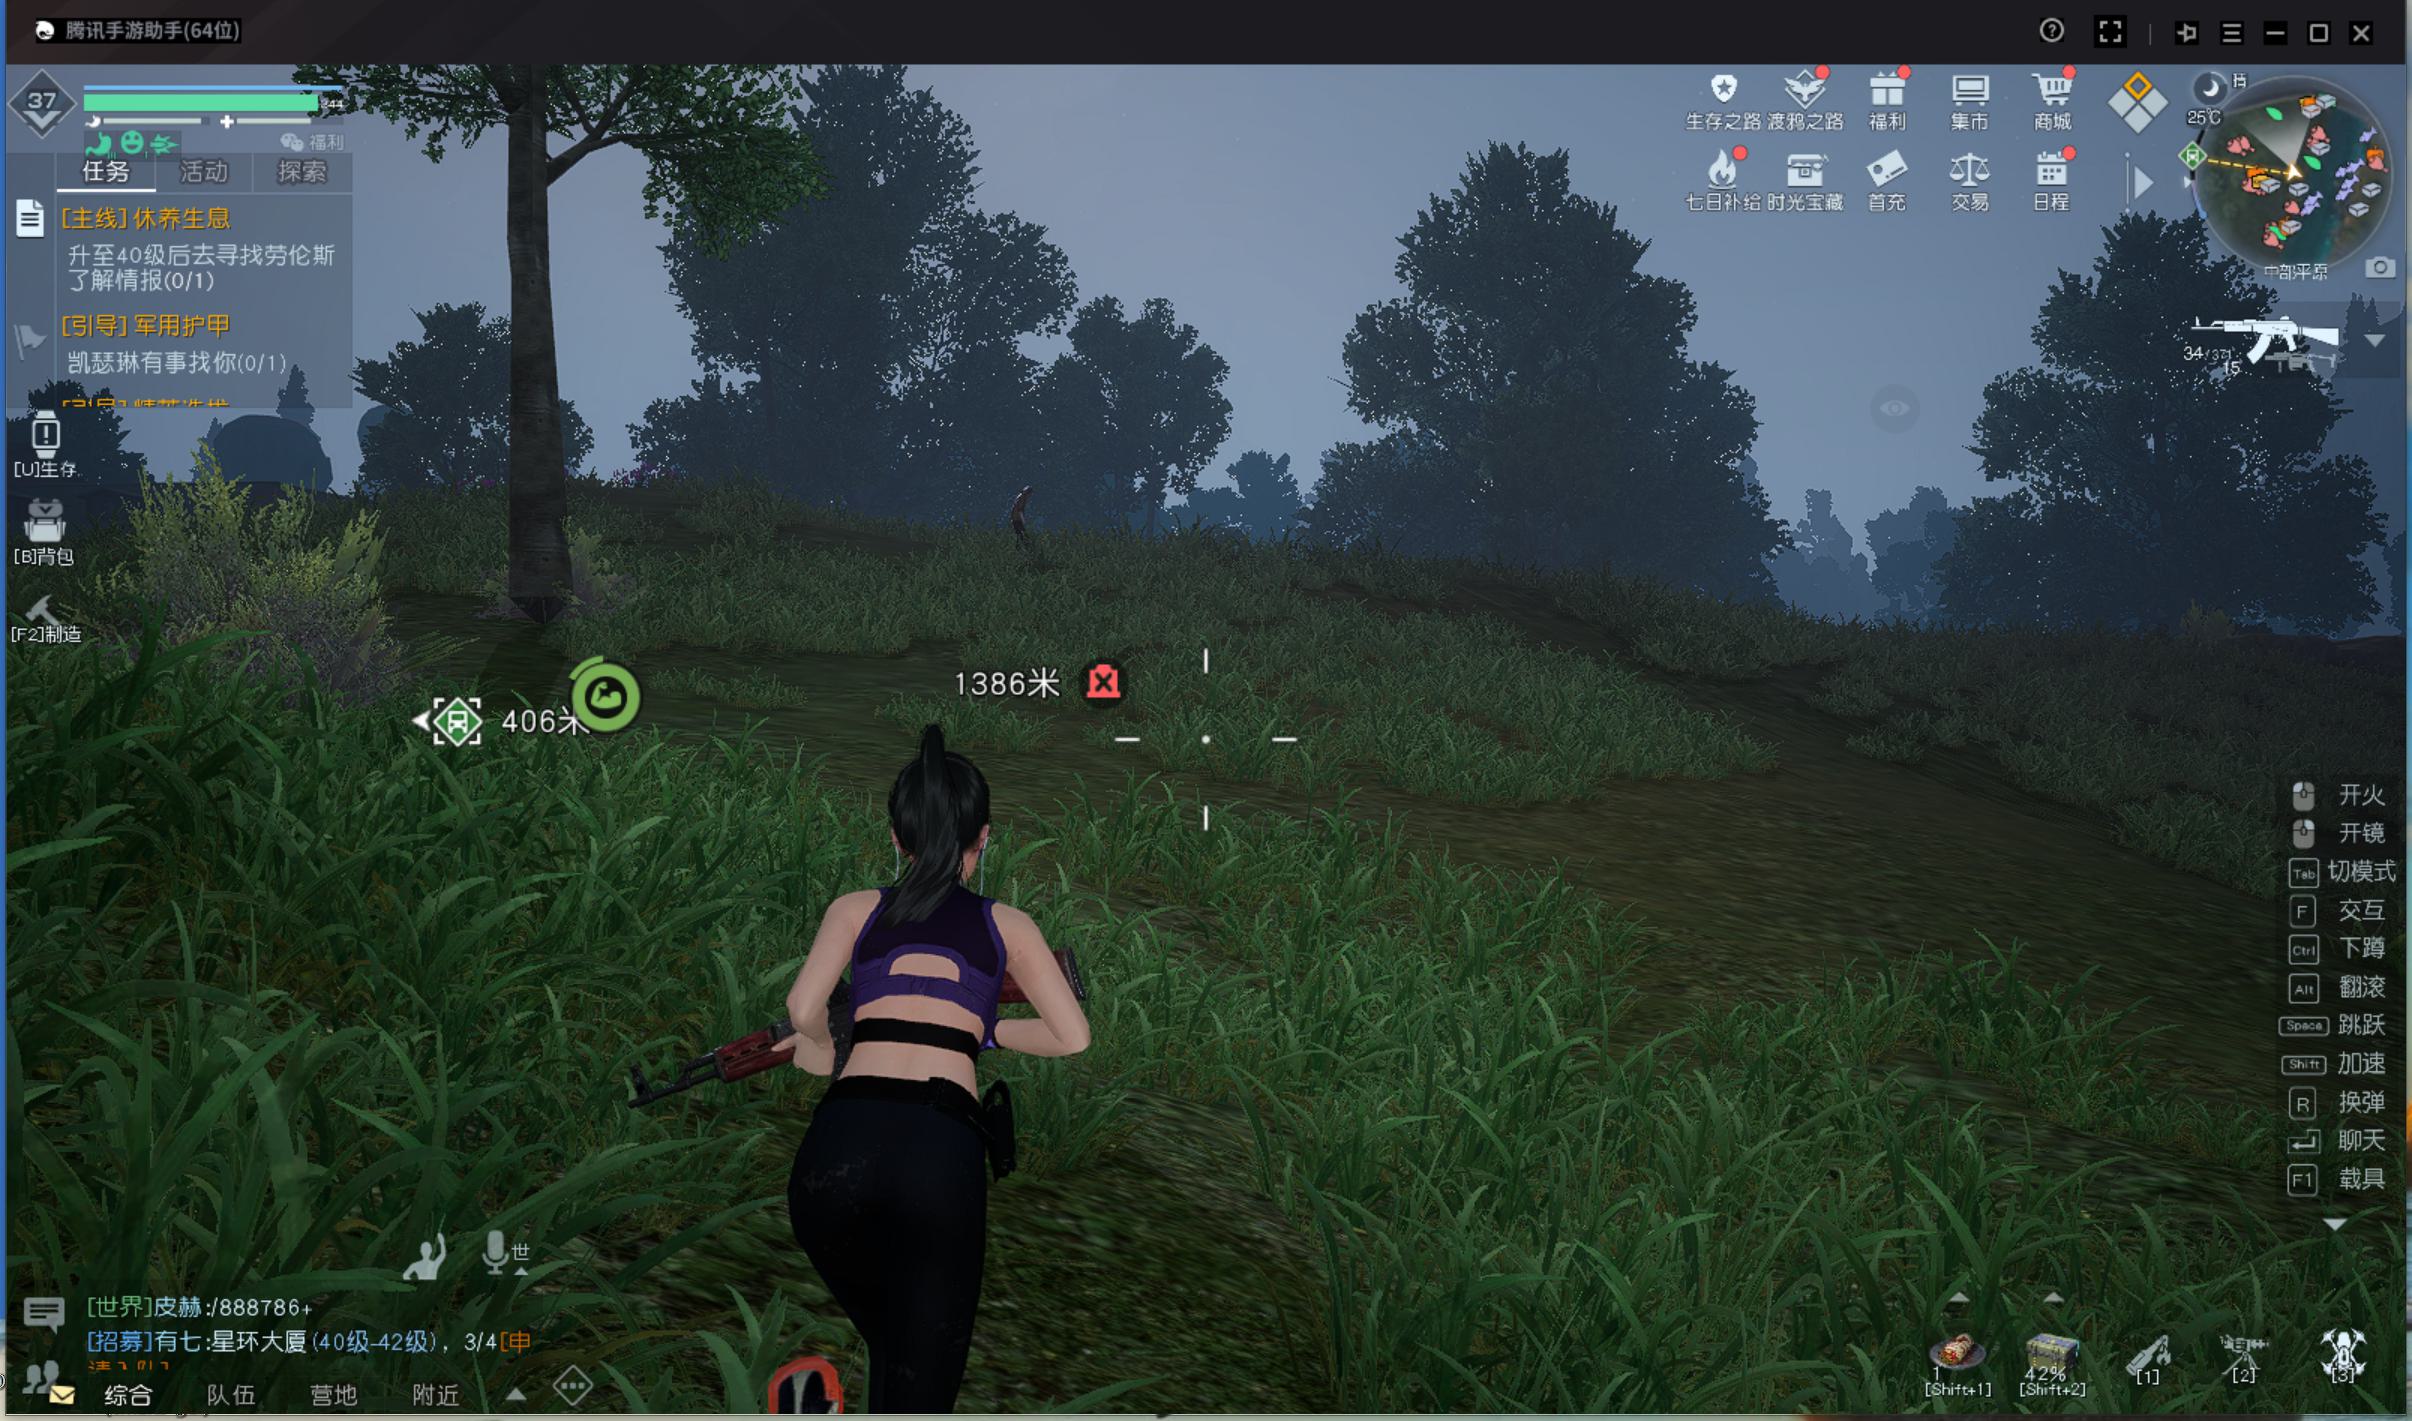 腾讯手游助手(64位)
37
244
福利
任务 活动 探索
[主线] 休养生息
升至40级后去寻找劳伦斯
了解情报(0/1)
[引导] 军用护甲
凯瑟琳有事找你(0/1)
[U]生存
[B]背包
[F2]制造
生存之路 渡鸦之路 福利 集市 商城
七日补给 时光宝藏 首充 交易 日程
25℃
中部平原
34/371
15
406米
1386米
开火
开镜
Tab 切模式
F 交互
Ctrl 下蹲
Alt 翻滚
Space 跳跃
Shift 加速
R 换弹
聊天
F1 载具
世
[世界]皮赫:/888786+
[招募]有七:星环大厦(40级-42级)，3/4[申
请入队]
综合 队伍 营地 附近
1
[Shift+1]
42%
[Shift+2]
[1]
[2]
[3]